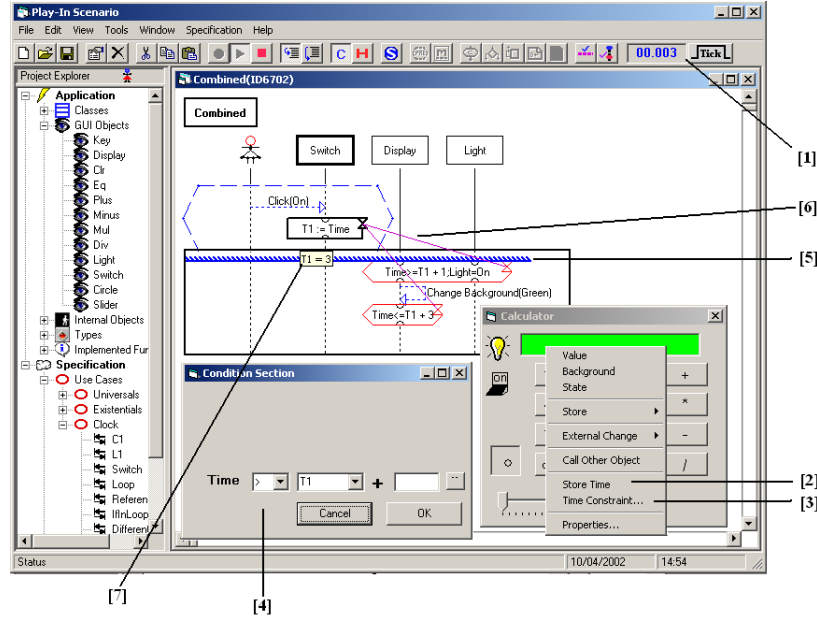 Play-In Scenario
File Edit View Tools Window Specification Help
C H S
00.003 Tick
Project Explorer
Application
Classes
GUI Objects
Key
Display
Clr
Eq
Plus
Minus
Mul
Div
Light
Switch
Circle
Slider
Internal Objects
Types
Implemented Fur
Specification
Use Cases
Universals
Existentials
Clock
C1
L1
Switch
Loop
Referen
IfInLoop
Different
Combined(ID6702)
Combined
Switch Display Light
Click(On)
T1 := Time
T1 = 3
Time>=T1 + 1;Light=On
Change Background(Green)
Time<=T1 + 3
Calculator
on
+
*
-
/
Value
Background
State
Store
External Change
Call Other Object
Store Time
Time Constraint...
Properties...
Condition Section
Time > T1 +
Cancel OK
Status 10/04/2002 14:54
[1]
[6]
[5]
[2]
[3]
[7]
[4]